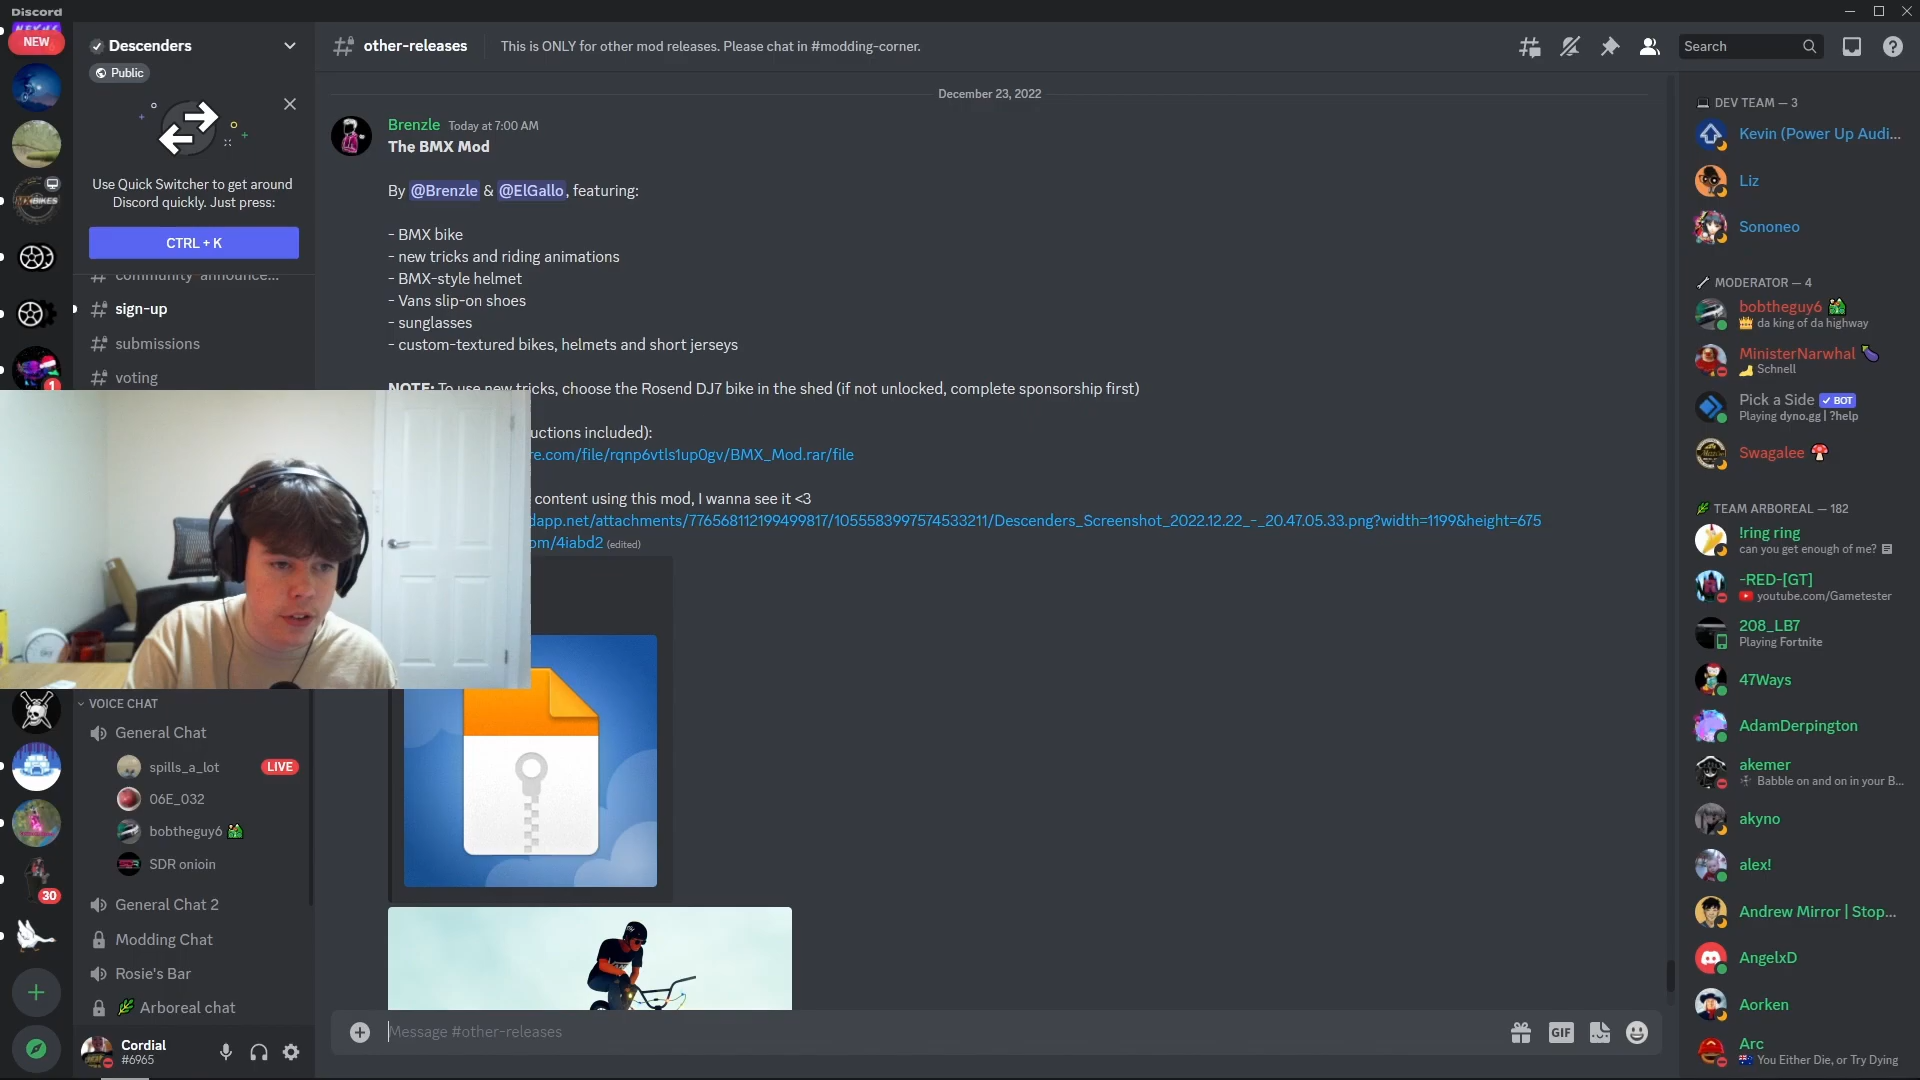 Discord
NEW
Descenders
Public
Use Quick Switcher to get around
Discord quickly. Just press:
CTRL + K
community-announce...
sign-up
submissions
voting
1
VOICE CHAT
General Chat
spills_a_lot
LIVE
06E_032
bobtheguy6
SDR onioin
30
General Chat 2
Modding Chat
Rosie's Bar
Arboreal chat
Cordial
#6965
other-releases
This is ONLY for other mod releases. Please chat in #modding-corner.
Search
December 23, 2022
Brenzle Today at 7:00 AM
The BMX Mod
By @Brenzle & @ElGallo, featuring:
- BMX bike
- new tricks and riding animations
- BMX-style helmet
- Vans slip-on shoes
- sunglasses
- custom-textured bikes, helmets and short jerseys
NOTE: To use new tricks, choose the Rosend DJ7 bike in the shed (if not unlocked, complete sponsorship first)
uctions included):
re.com/file/rqnp6vtls1up0gv/BMX_Mod.rar/file
content using this mod, I wanna see it <3
dapp.net/attachments/776568112199499817/1055583997574533211/Descenders_Screenshot_2022.12.22_-_20.47.05.33.png?width=1199&height=675
om/4iabd2 (edited)
Message #other-releases
GIF
DEV TEAM — 3
Kevin (Power Up Audi...
Liz
Sononeo
MODERATOR — 4
bobtheguy6
da king of da highway
MinisterNarwhal
Schnell
Pick a Side ✓ BOT
Playing dyno.gg | ?help
Swagalee
TEAM ARBOREAL — 182
!ring ring
can you get enough of me?
-RED-[GT]
youtube.com/Gametester
208_LB7
Playing Fortnite
47Ways
AdamDerpington
akemer
Babble on and on in your B...
akyno
alex!
Andrew Mirror | Stop...
AngelxD
Aorken
Arc
You Either Die, or Try Dying